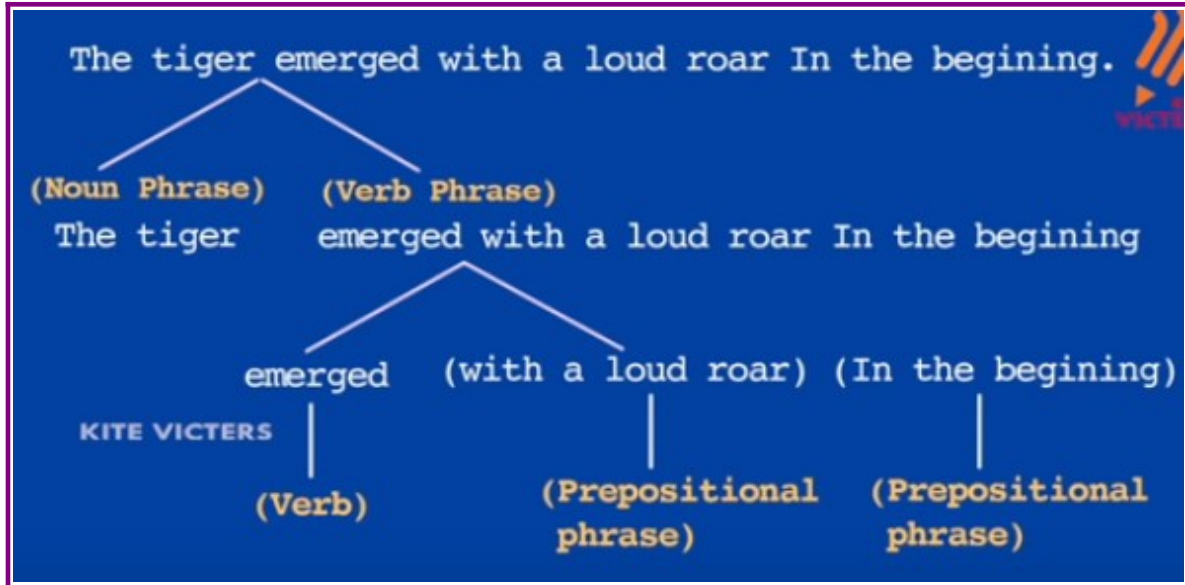 The tiger emerged with a loud roar In the begining.
(Noun Phrase) (Verb Phrase)
The tiger emerged with a loud roar In the begining
emerged (with a loud roar) (In the begining)
KITE VICTERS
(Verb) (Prepositional phrase) (Prepositional phrase)